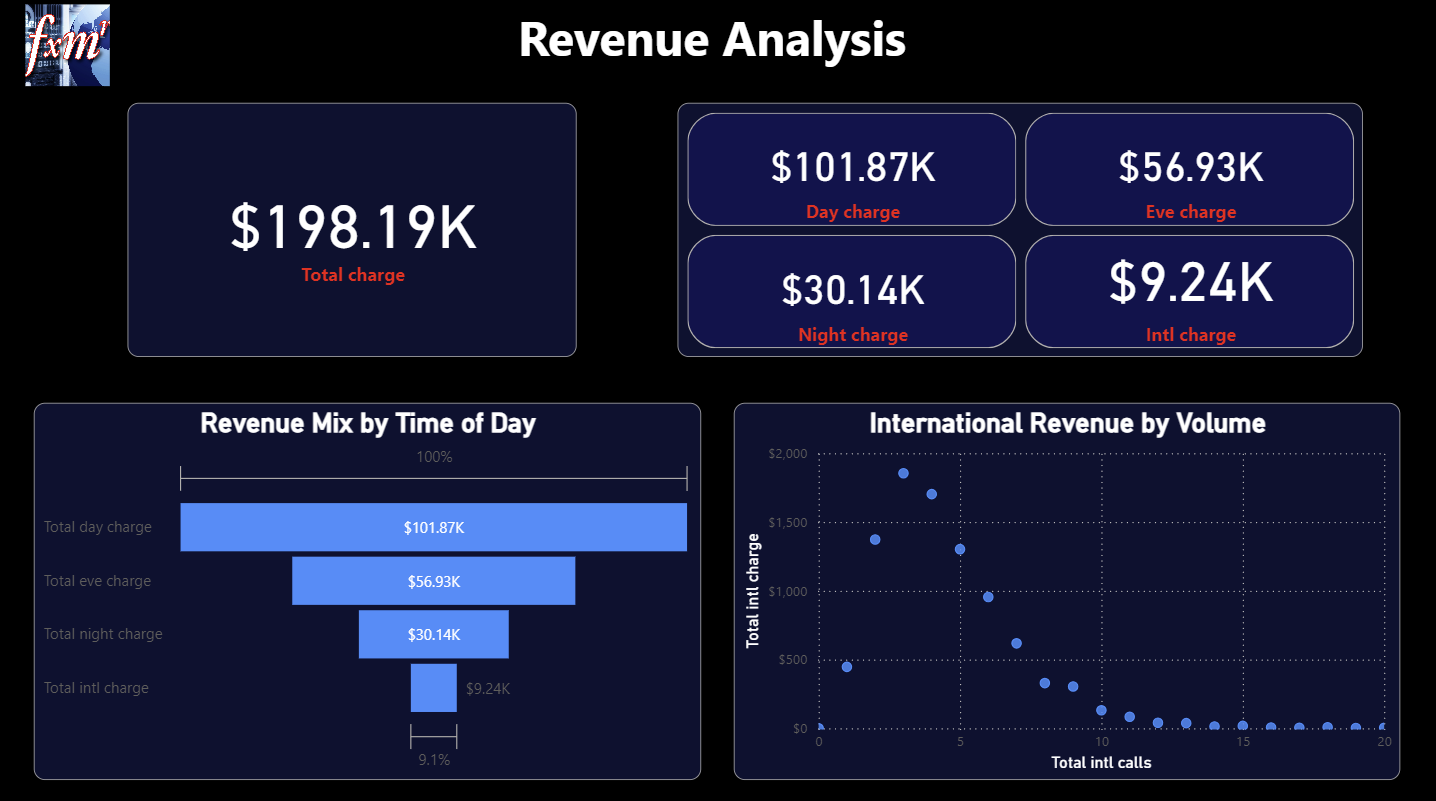 fxmr
Revenue Analysis
$198.19K
Total charge
$101.87K
Day charge
$56.93K
Eve charge
$30.14K
Night charge
$9.24K
Intl charge
Revenue Mix by Time of Day
100%
Total day charge
$101.87K
Total eve charge
$56.93K
Total night charge
$30.14K
Total intl charge
$9.24K
9.1%
International Revenue by Volume
Total intl charge
$2,000
$1,500
$1,000
$500
$0
0
5
10
15
20
Total intl calls